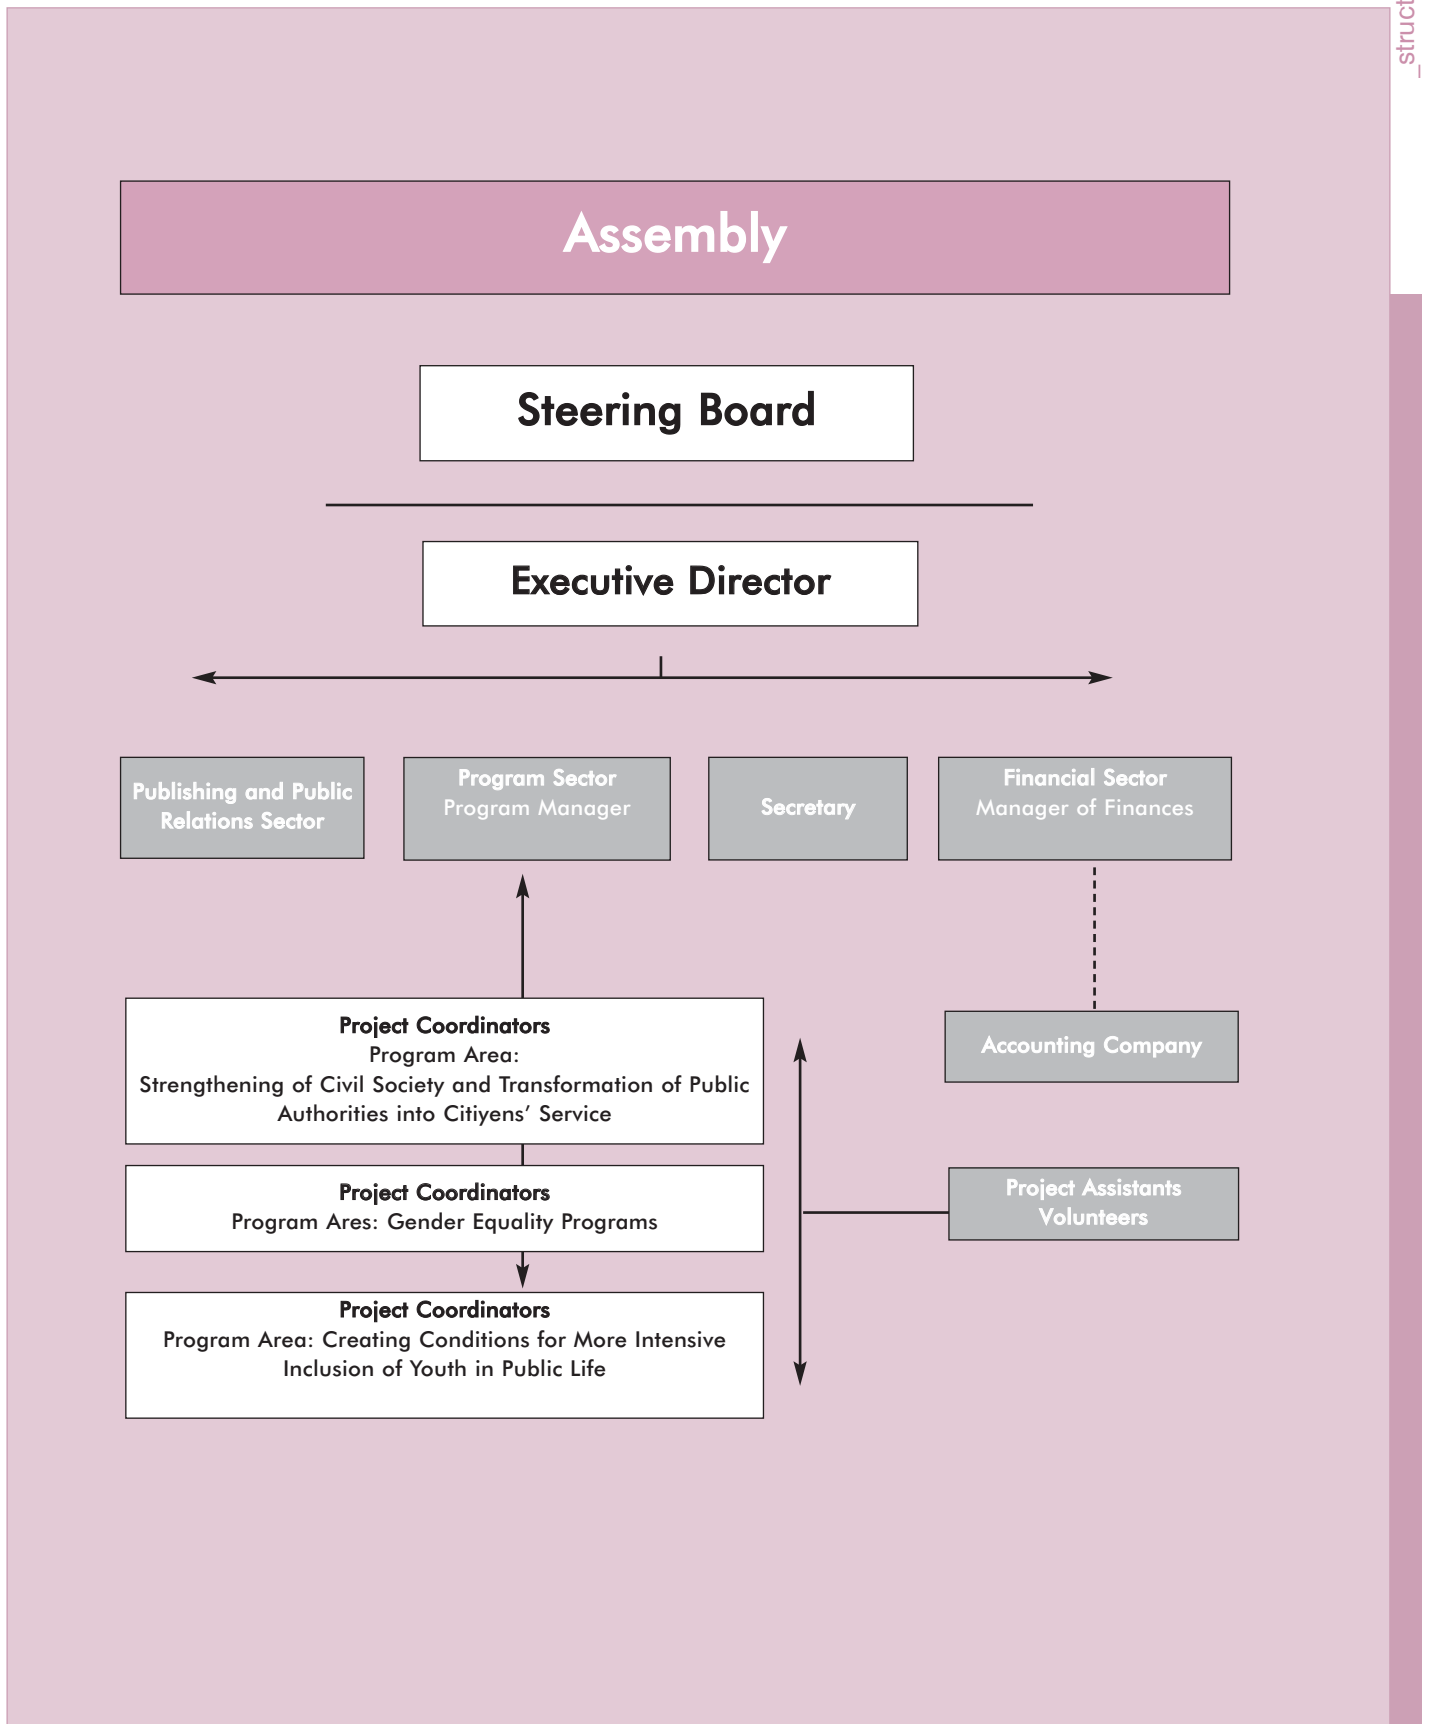 _struct
Assembly
Steering Board
Executive Director
Publishing and Public
Relations Sector
Program Sector
Program Manager
Secretary
Financial Sector
Manager of Finances
Project Coordinators
Program Area:
Strengthening of Civil Society and Transformation of Public
Authorities into Citiyens’ Service
Accounting Company
Project Coordinators
Program Ares: Gender Equality Programs
Project Assistants
Volunteers
Project Coordinators
Program Area: Creating Conditions for More Intensive
Inclusion of Youth in Public Life